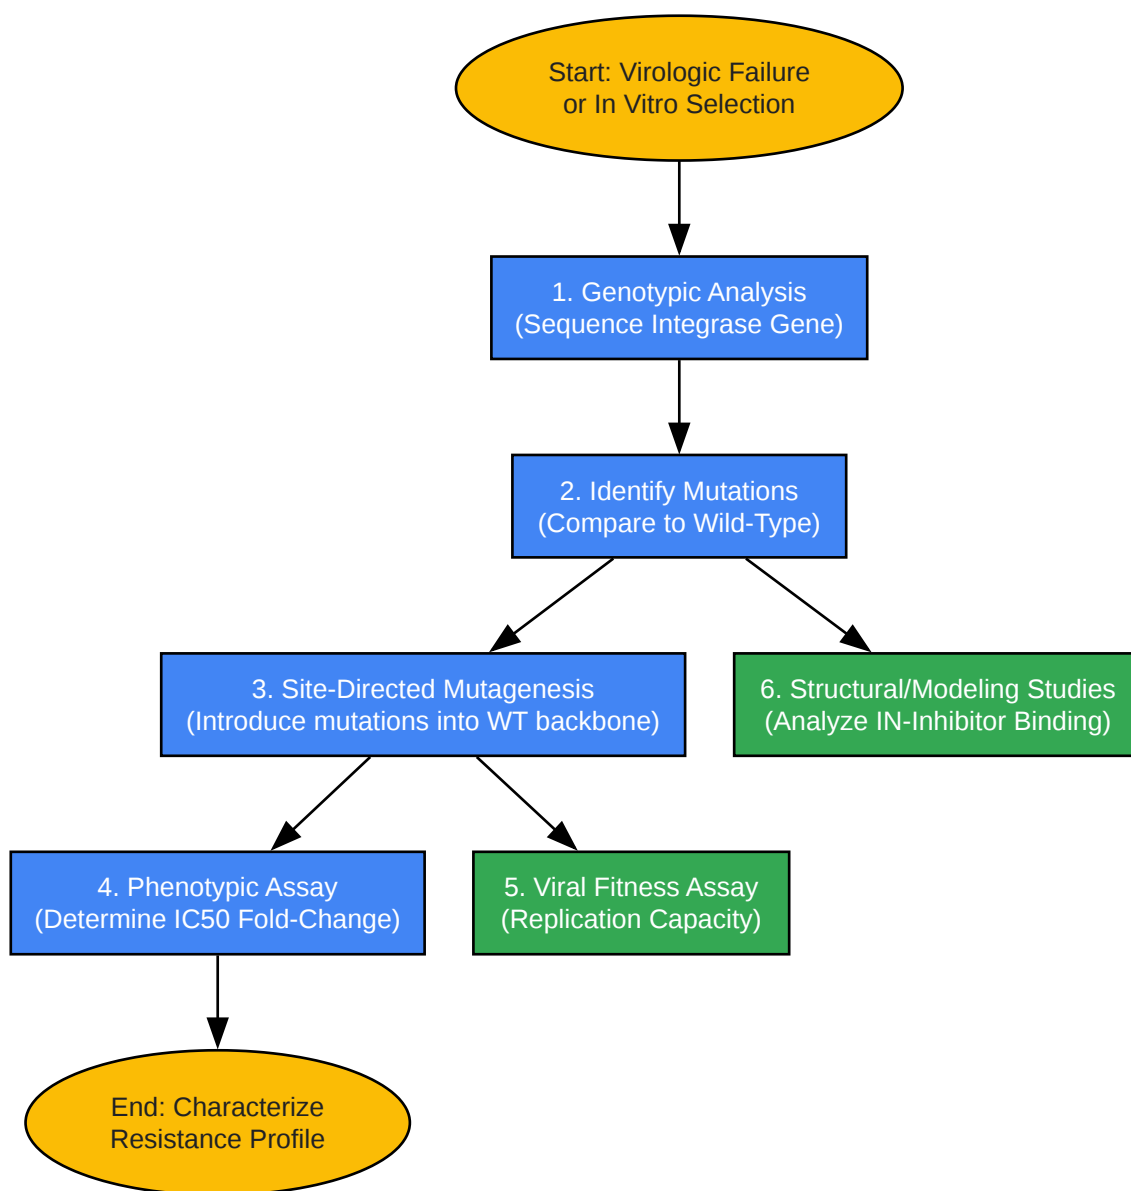 Start: Virologic Failure
or In Vitro Selection
1. Genotypic Analysis
(Sequence Integrase Gene)
2. Identify Mutations
(Compare to Wild-Type)
3. Site-Directed Mutagenesis
(Introduce mutations into WT backbone)
6. Structural/Modeling Studies
(Analyze IN-Inhibitor Binding)
4. Phenotypic Assay
(Determine IC50 Fold-Change)
5. Viral Fitness Assay
(Replication Capacity)
End: Characterize
Resistance Profile